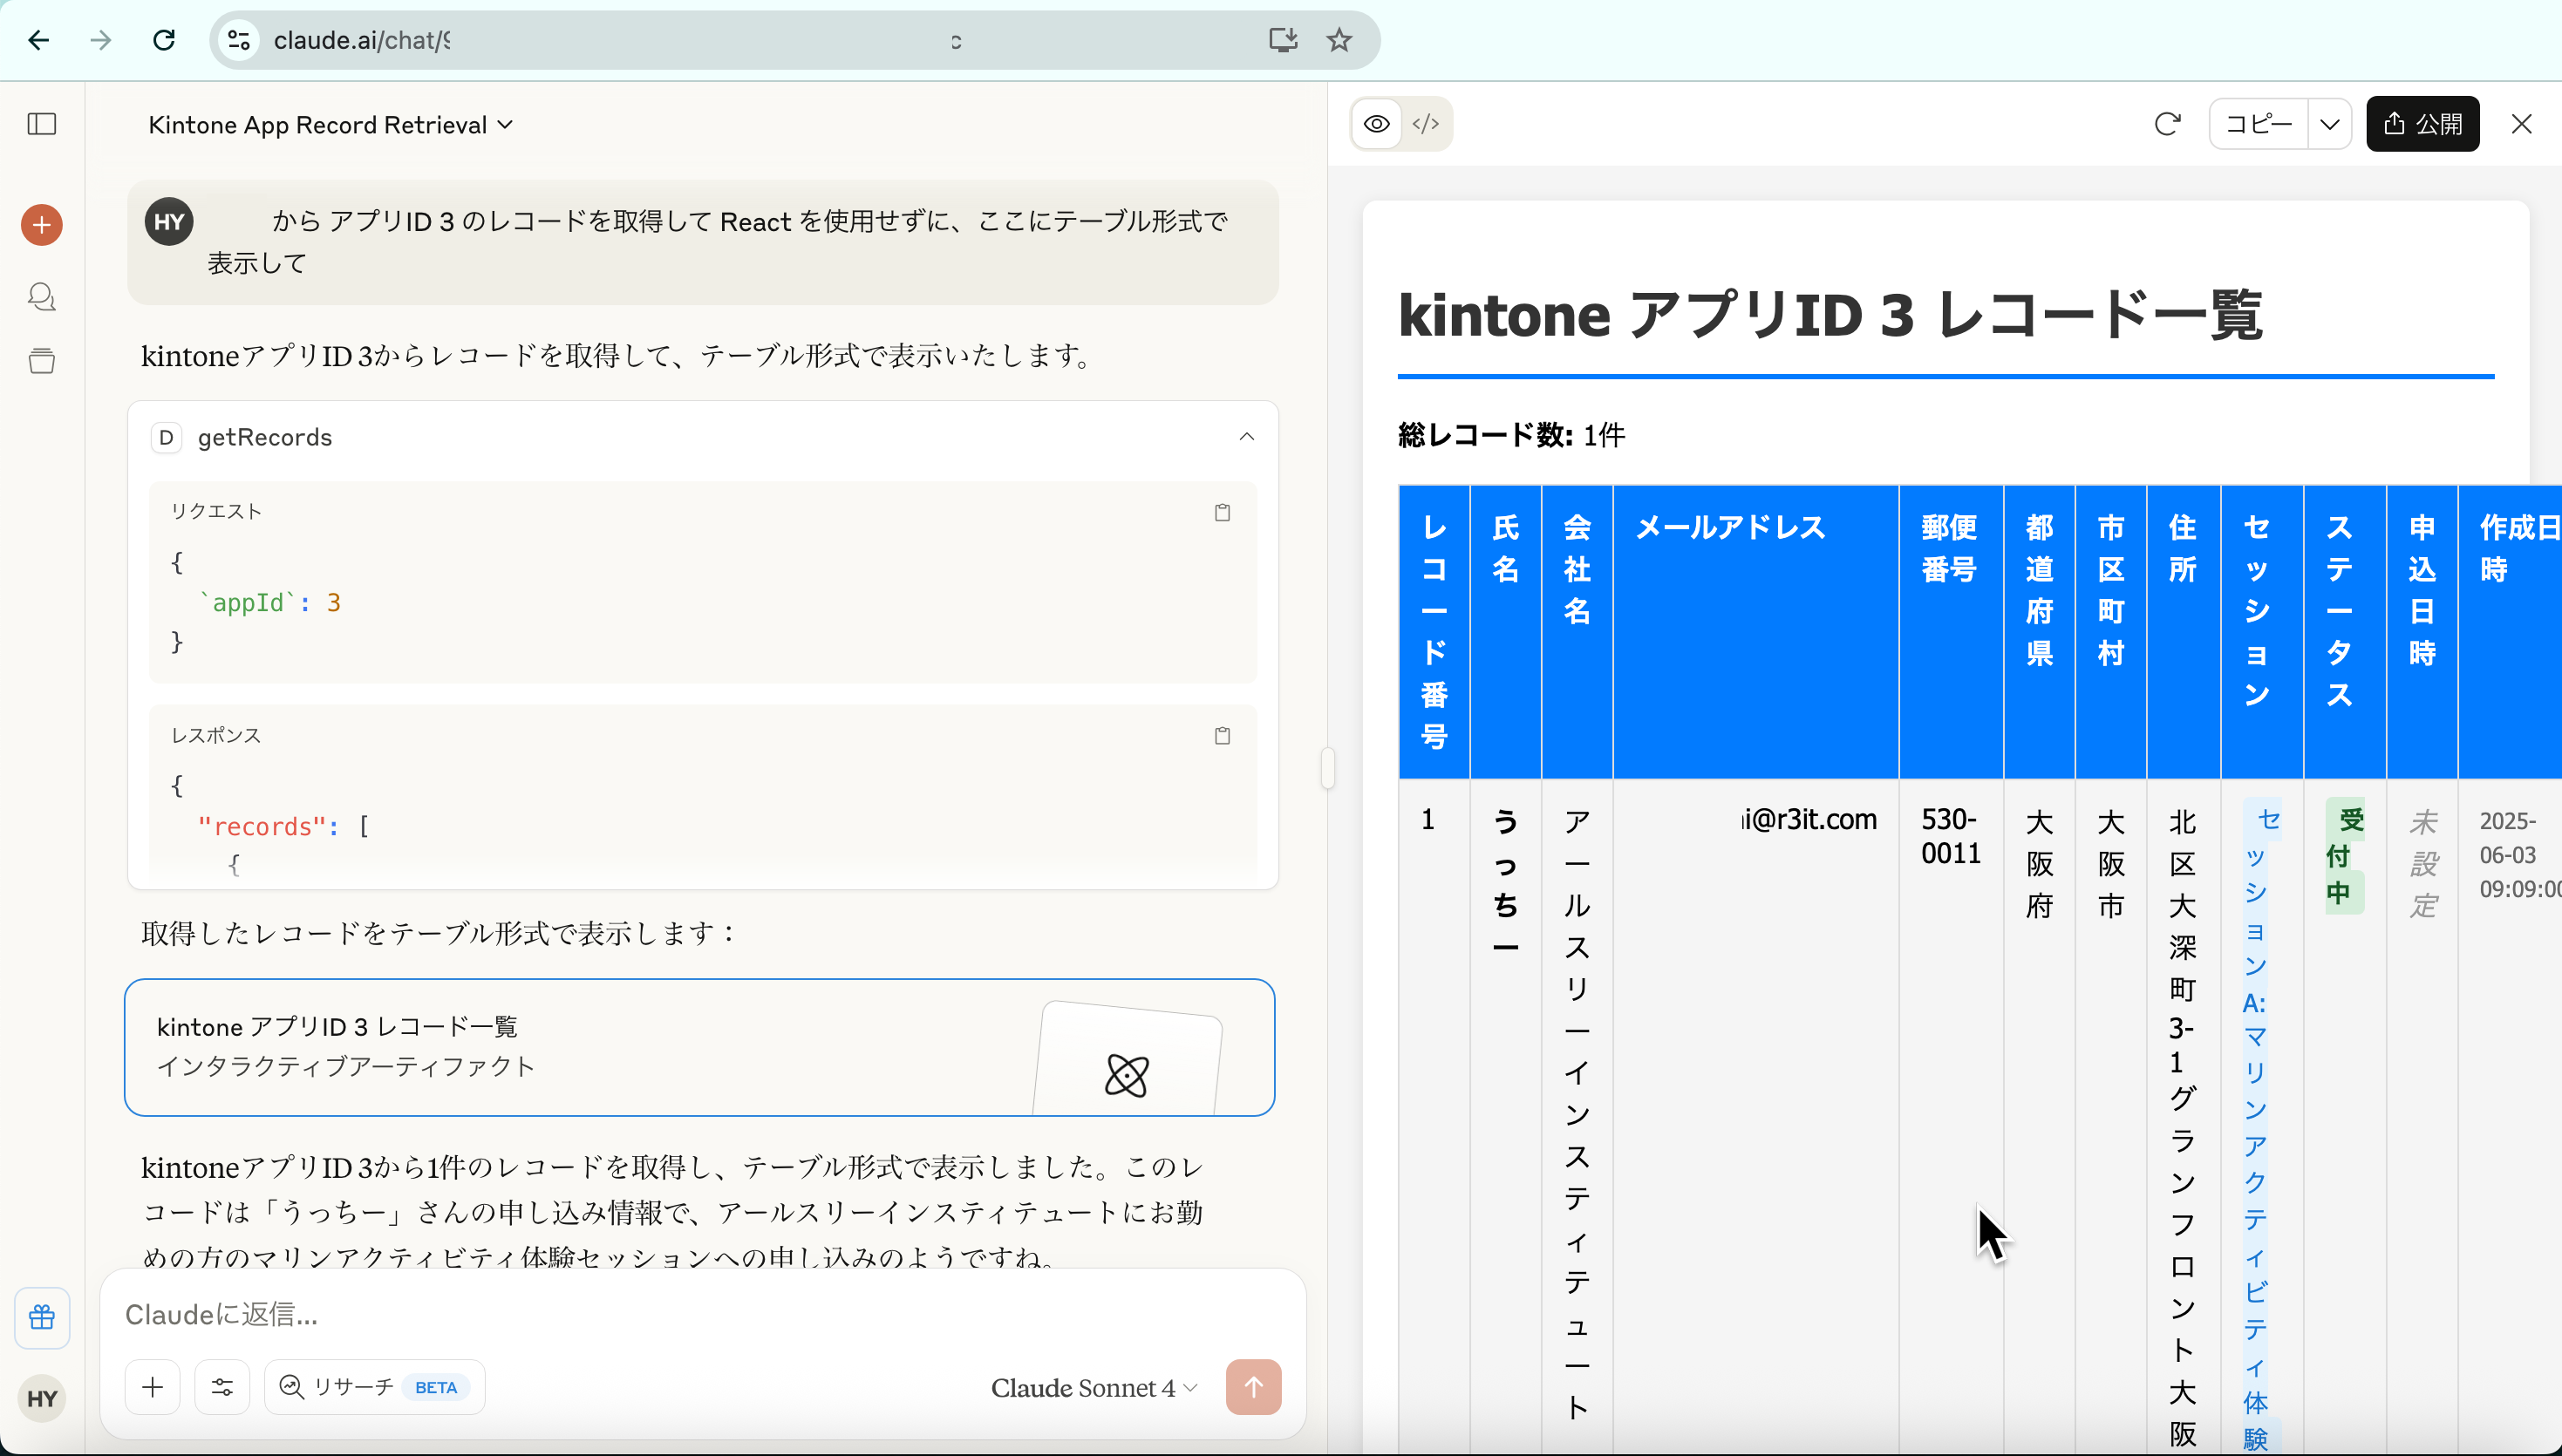 claude.ai/chat/9
c
Kintone App Record Retrieval
HY
から アプリID 3 のレコードを取得して React を使用せずに、ここにテーブル形式で
表示して
kintoneアプリID 3からレコードを取得して、テーブル形式で表示いたします。
D getRecords
リクエスト
{
`appId`: 3
}
レスポンス
{
"records": [
{
取得したレコードをテーブル形式で表示します：
kintone アプリID 3 レコード一覧
インタラクティブアーティファクト
kintoneアプリID 3から1件のレコードを取得し、テーブル形式で表示しました。このレ
コードは「うっちー」さんの申し込み情報で、アールスリーインスティテュートにお勤
めの方のマリンアクティビティ体験セッションへの申し込みのようですね。
Claudeに返信...
リサーチ BETA
Claude Sonnet 4
HY
コピー
公開
kintone アプリID 3 レコード一覧
総レコード数: 1件
レコード番号
氏名
会社名
メールアドレス
郵便
番号
都道府県
市区町村
住所
セッション
ステータス
申込日時
作成日
時
1
うっちー
アールスリーインスティテュート
i@r3it.com
530-
0011
大阪府
大阪市
北区大深町
3-
1
グランフロント大阪
セッション
A:
マリンアクティビティ体験
受
付
中
未設定
2025-
06-03
09:09:00